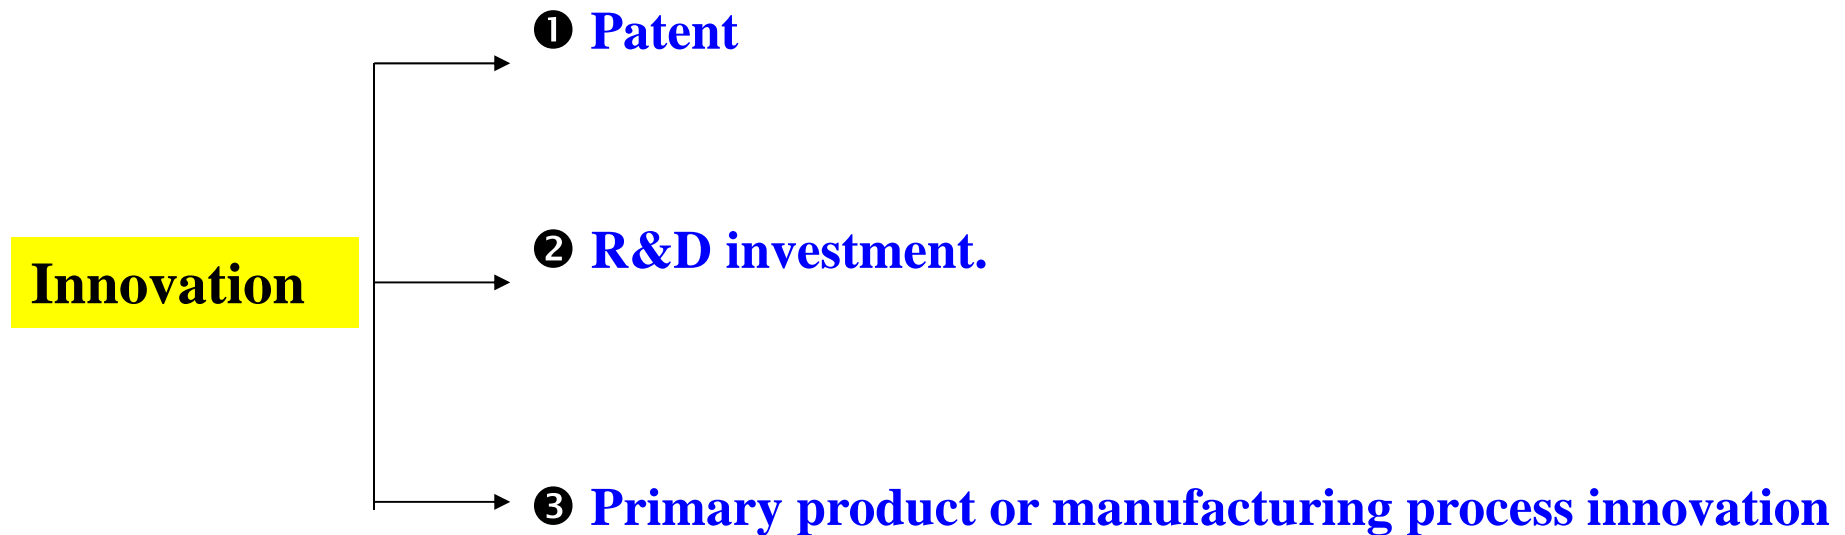 ❶ Patent
❷ R&D investment.
Innovation
❸ Primary product or manufacturing process innovation